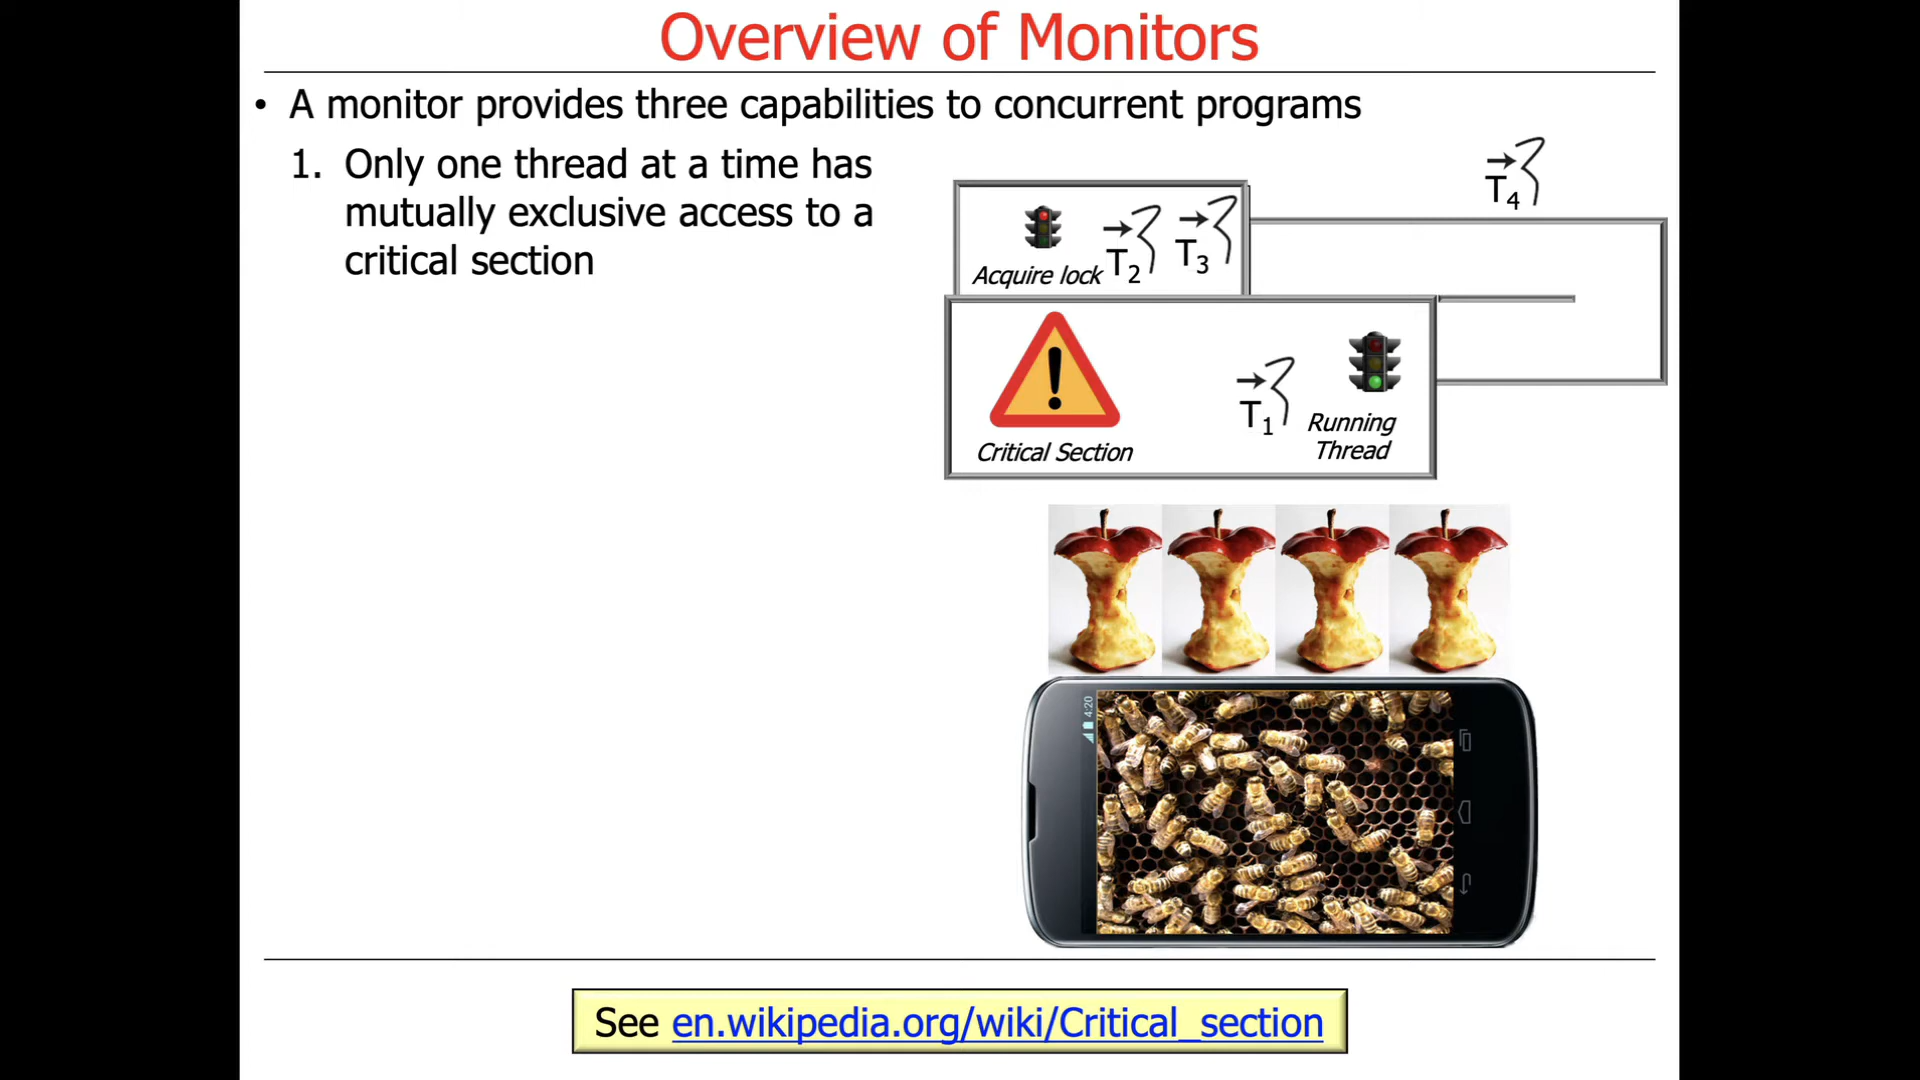 Overview of Monitors
• A monitor provides three capabilities to concurrent programs
1. Only one thread at a time has
mutually exclusive access to a
critical section
T4
Acquire lock
T2
T3
Critical Section
T1
Running
Thread
4:20
See en.wikipedia.org/wiki/Critical_section